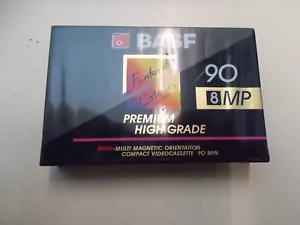 BASF
90
8 MP
PREMIUM
HIGH GRADE
MULTI MAGNETIC ORIENTATION
COMPACT VIDEOCASSETTE 90 MIN